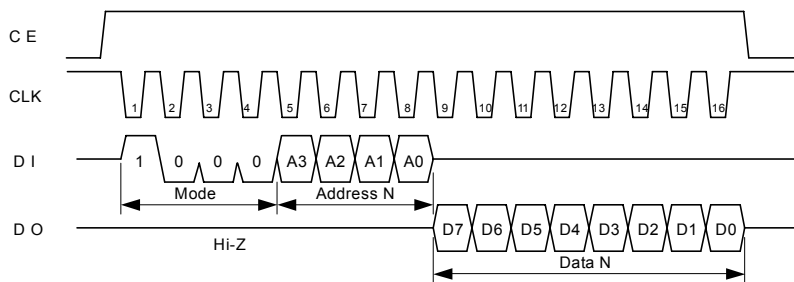 C E
CLK
1 2 3 4 5 6 7 8 9 10 11 12 13 14 15 16
D I
1 0 0 0 A3 A2 A1 A0
Mode Address N
D O
D7 D6 D5 D4 D3 D2 D1 D0
Hi-Z
Data N